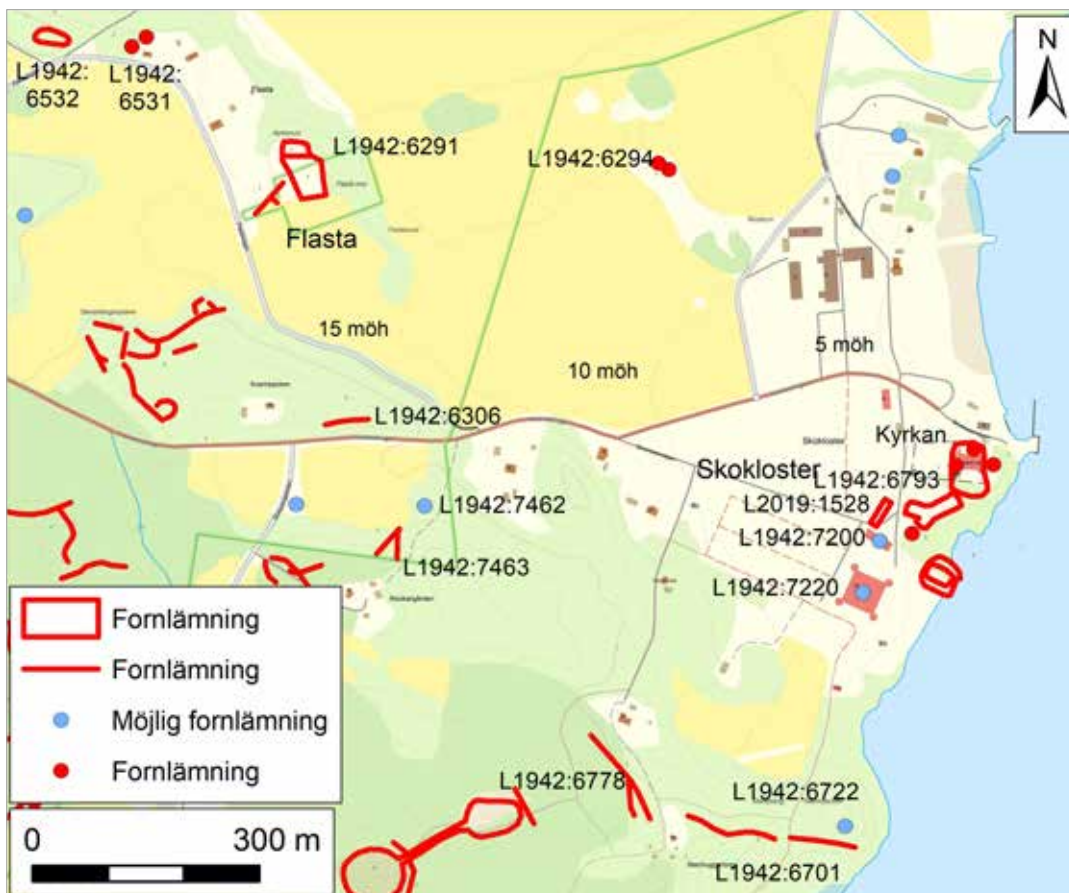 N
L1942:
6532
L1942:
6531
Flasta
L1942:6291
L1942:6294
Flasta
15 möh
10 möh
5 möh
L1942:6306
Skokloster
Kyrkan
Skokloster
L1942:6793
L2019:1528
L1942:7462
L1942:7200
L1942:7463
L1942:7220
Fornlämning
Fornlämning
Möjlig fornlämning
Fornlämning
L1942:6778
L1942:6722
L1942:6701
0
300 m